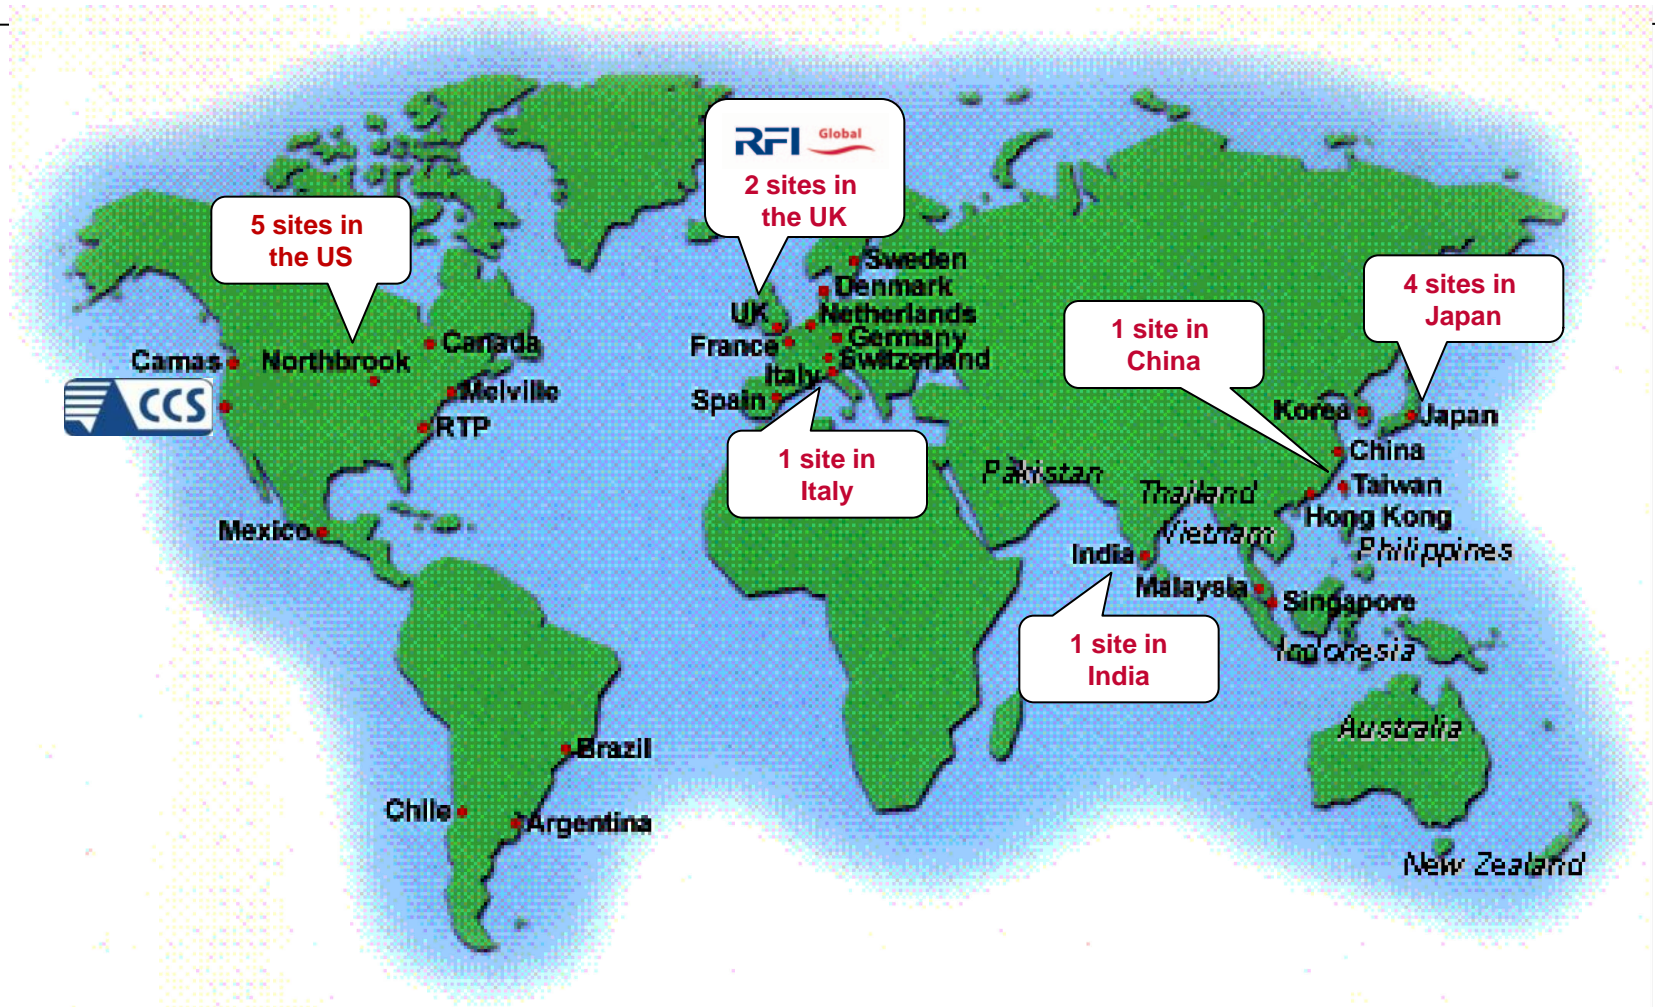 RFI Global
2 sites in
the UK
5 sites in
the US
Sweden
4 sites in
Japan
Denmark
UK
Netherlands
1 site in
China
Canada
France
Germany
Camas
Northbrook
Switzerland
Italy
CCS
Melville
Spain
Korea
Japan
RTP
China
1 site in
Italy
Pakistan
Thailand
Taiwan
Hong Kong
Mexico
Vietnam
Philippines
India
Malaysia
Singapore
1 site in
India
Indonesia
Australia
Brazil
Chile
Argentina
New Zealand